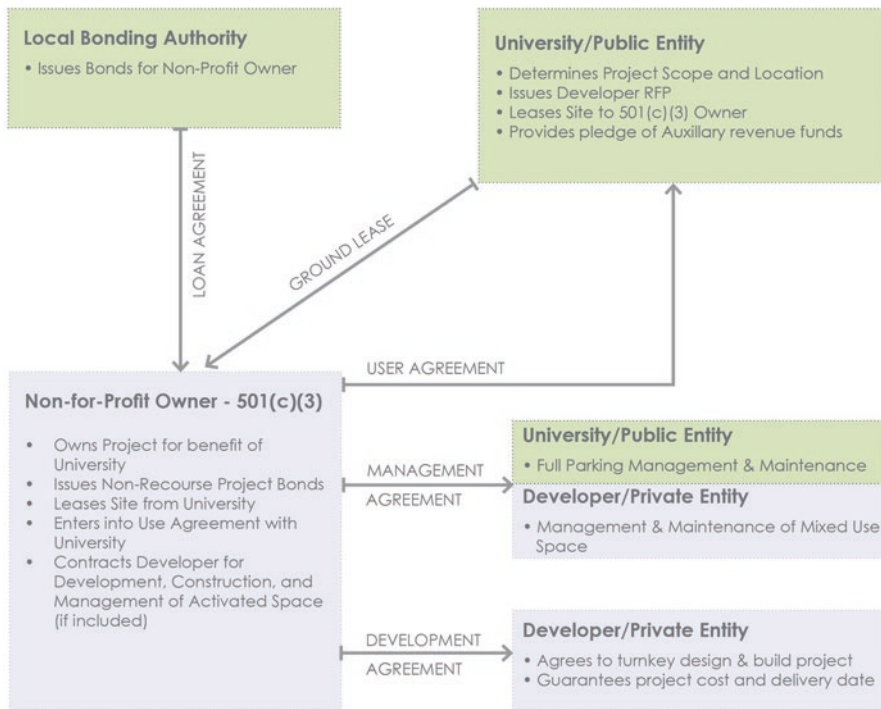 Local Bonding Authority
• Issues Bonds for Non-Profit Owner
University/Public Entity
• Determines Project Scope and Location
• Issues Developer RFP
• Leases Site to 501(c)(3) Owner
• Provides pledge of Auxillary revenue funds
LOAN AGREEMENT
GROUND LEASE
USER AGREEMENT
Non-for-Profit Owner - 501(c)(3)
• Owns Project for benefit of
University
• Issues Non-Recourse Project Bonds
• Leases Site from University
• Enters into Use Agreement with
University
• Contracts Developer for
Development, Construction, and
Management of Activated Space
(if included)
MANAGEMENT
AGREEMENT
University/Public Entity
• Full Parking Management & Maintenance
Developer/Private Entity
• Management & Maintenance of Mixed Use
Space
DEVELOPMENT
AGREEMENT
Developer/Private Entity
• Agrees to turnkey design & build project
• Guarantees project cost and delivery date